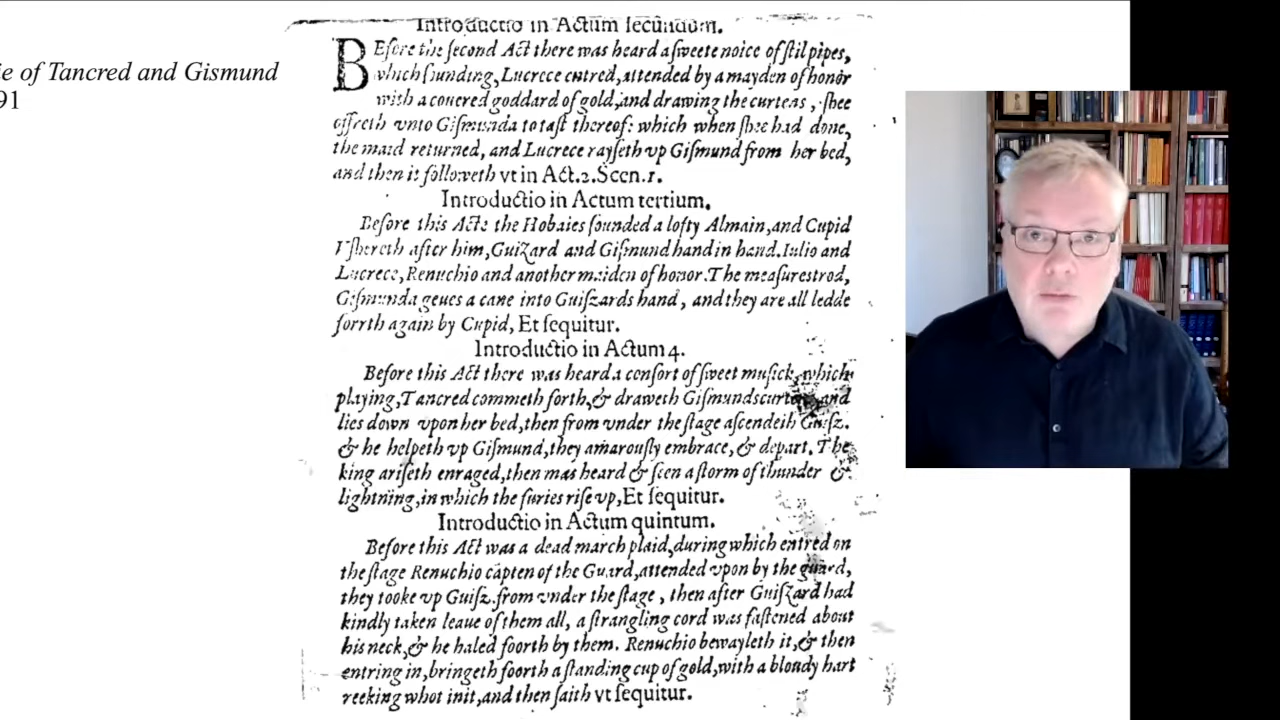 ie of Tancred and Gismund
91
Introductio in Actum secundum.
BEfore the ſecond Act there was heard a ſweete noice of ſtil pipes,
which ſounding, Lucrece entred, attended by a mayden of honor
with a couered goddard of gold, and drawing the curtens, ſhee
offreth vnto Giſmunda to taſt thereof: which when ſhee had done,
the maid returned, and Lucrece rayſeth vp Giſmund from her bed,
and then it followeth vt in Act.2.Scen.1.
Introductio in Actum tertium.
Before this Acte the Hobaies ſounded a lofty Almain, and Cupid
Vſhereth after him, Guizard and Giſmund hand in hand. Iulio and
Lucrece, Renuchio and another maiden of honor. The meaſures trod,
Giſmunda geues a cane into Guiſzards hand, and they are all ledde
forrth again by Cupid, Et ſequitur.
Introductio in Actum 4.
Before this Act there was heard a conſort of ſweet muſick, which
playing, Tancred commeth forth, & draweth Giſmunds and
lies down vpon her bed, then from vnder the ſtage aſcendeth Guiſz.
& he helpeth vp Giſmund, they amarouſly embrace, & depart. The
king ariſeth enraged, then was heard & ſcen a ſtorm of thunder &
lightning, in which the furies riſe vp, Et ſequitur.
Introductio in Actum quintum.
Before this Act was a dead march plaid, during which entred on
the ſtage Renuchio capten of the Guard, attended vpon by the guard,
they tooke vp Guiſz. from vnder the ſtage, then after Guiſzard had
kindly taken leaue of them all, a ſtrangling cord was faſtened about
his neck, & he haled foorth by them. Renuchio bewayleth it, & then
entring in, bringeth foorth a ſtanding cup of gold, with a bloudy hart
reeking whot in it, and then ſaith vt ſequitur.